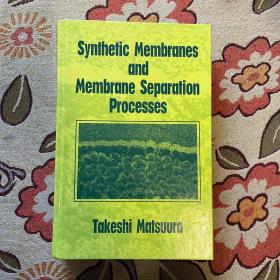 Synthetic Membranes
and
Membrane Separation
Processes
Takeshi Matsuura